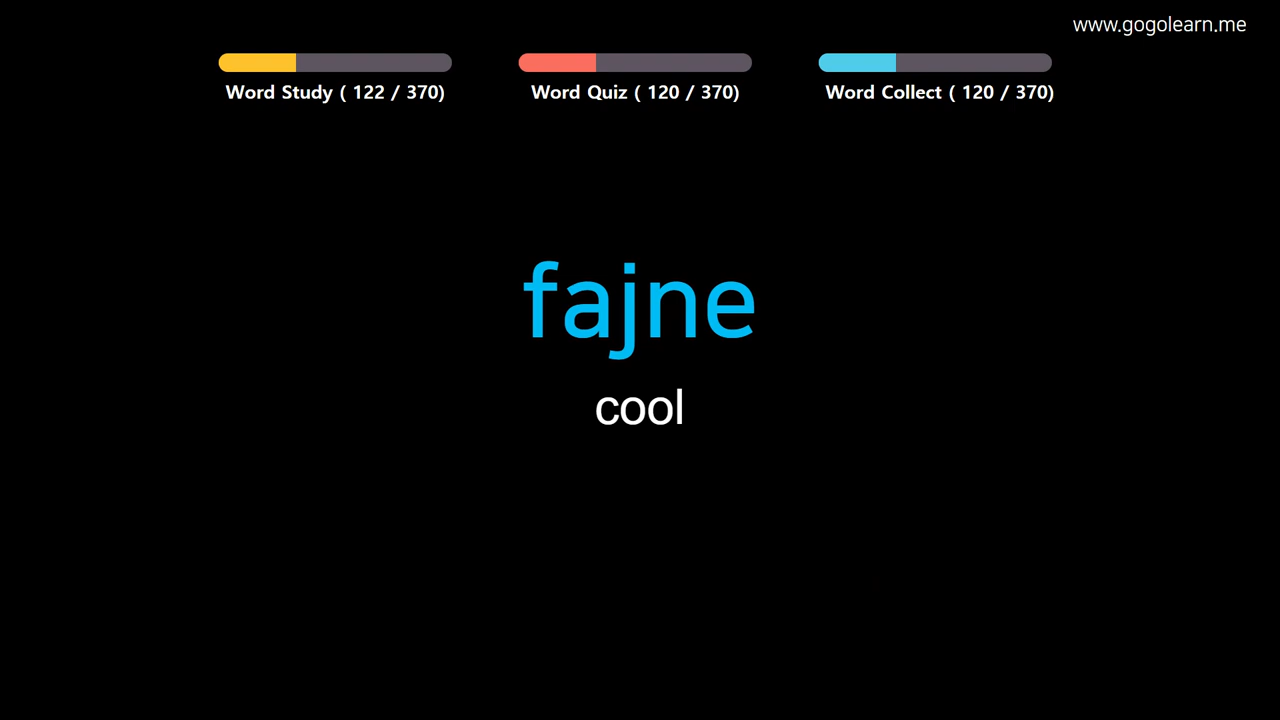 www.gogolearn.me
Word Study ( 122 / 370)
Word Quiz ( 120 / 370)
Word Collect ( 120 / 370)
fajne
cool